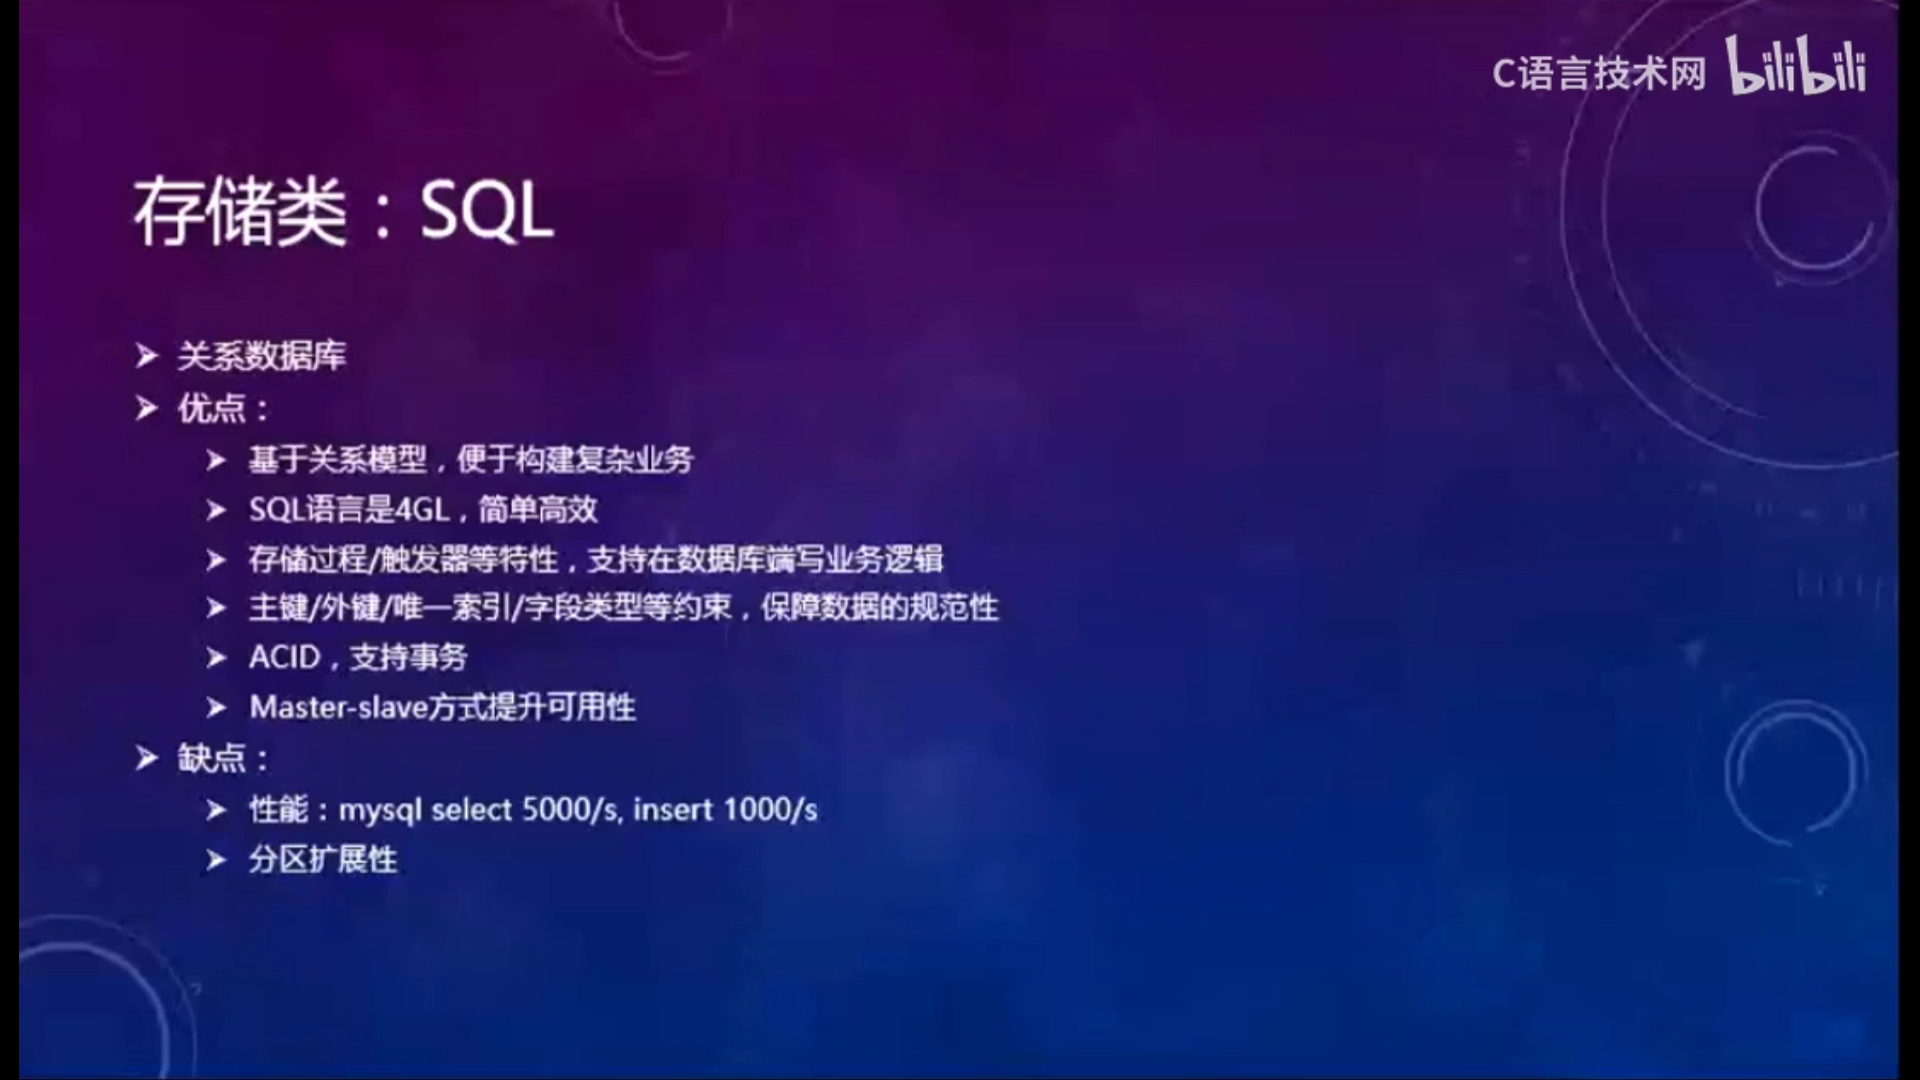 C语言技术网 bilibili
存储类：SQL
关系数据库
优点：
基于关系模型，便于构建复杂业务
SQL语言是4GL，简单高效
存储过程/触发器等特性，支持在数据库端写业务逻辑
主键/外键/唯一索引/字段类型等约束，保障数据的规范性
ACID，支持事务
Master-slave方式提升可用性
缺点：
性能：mysql select 5000/s, insert 1000/s
分区扩展性